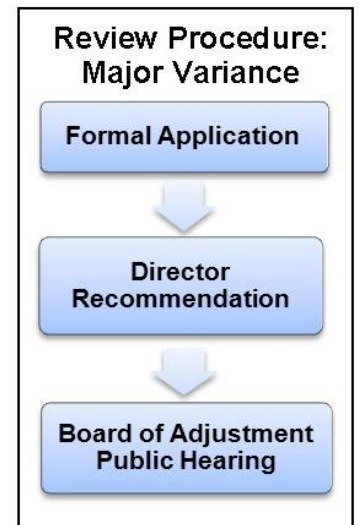 Review Procedure:
Major Variance
Formal Application
Director
Recommendation
Board of Adjustment
Public Hearing